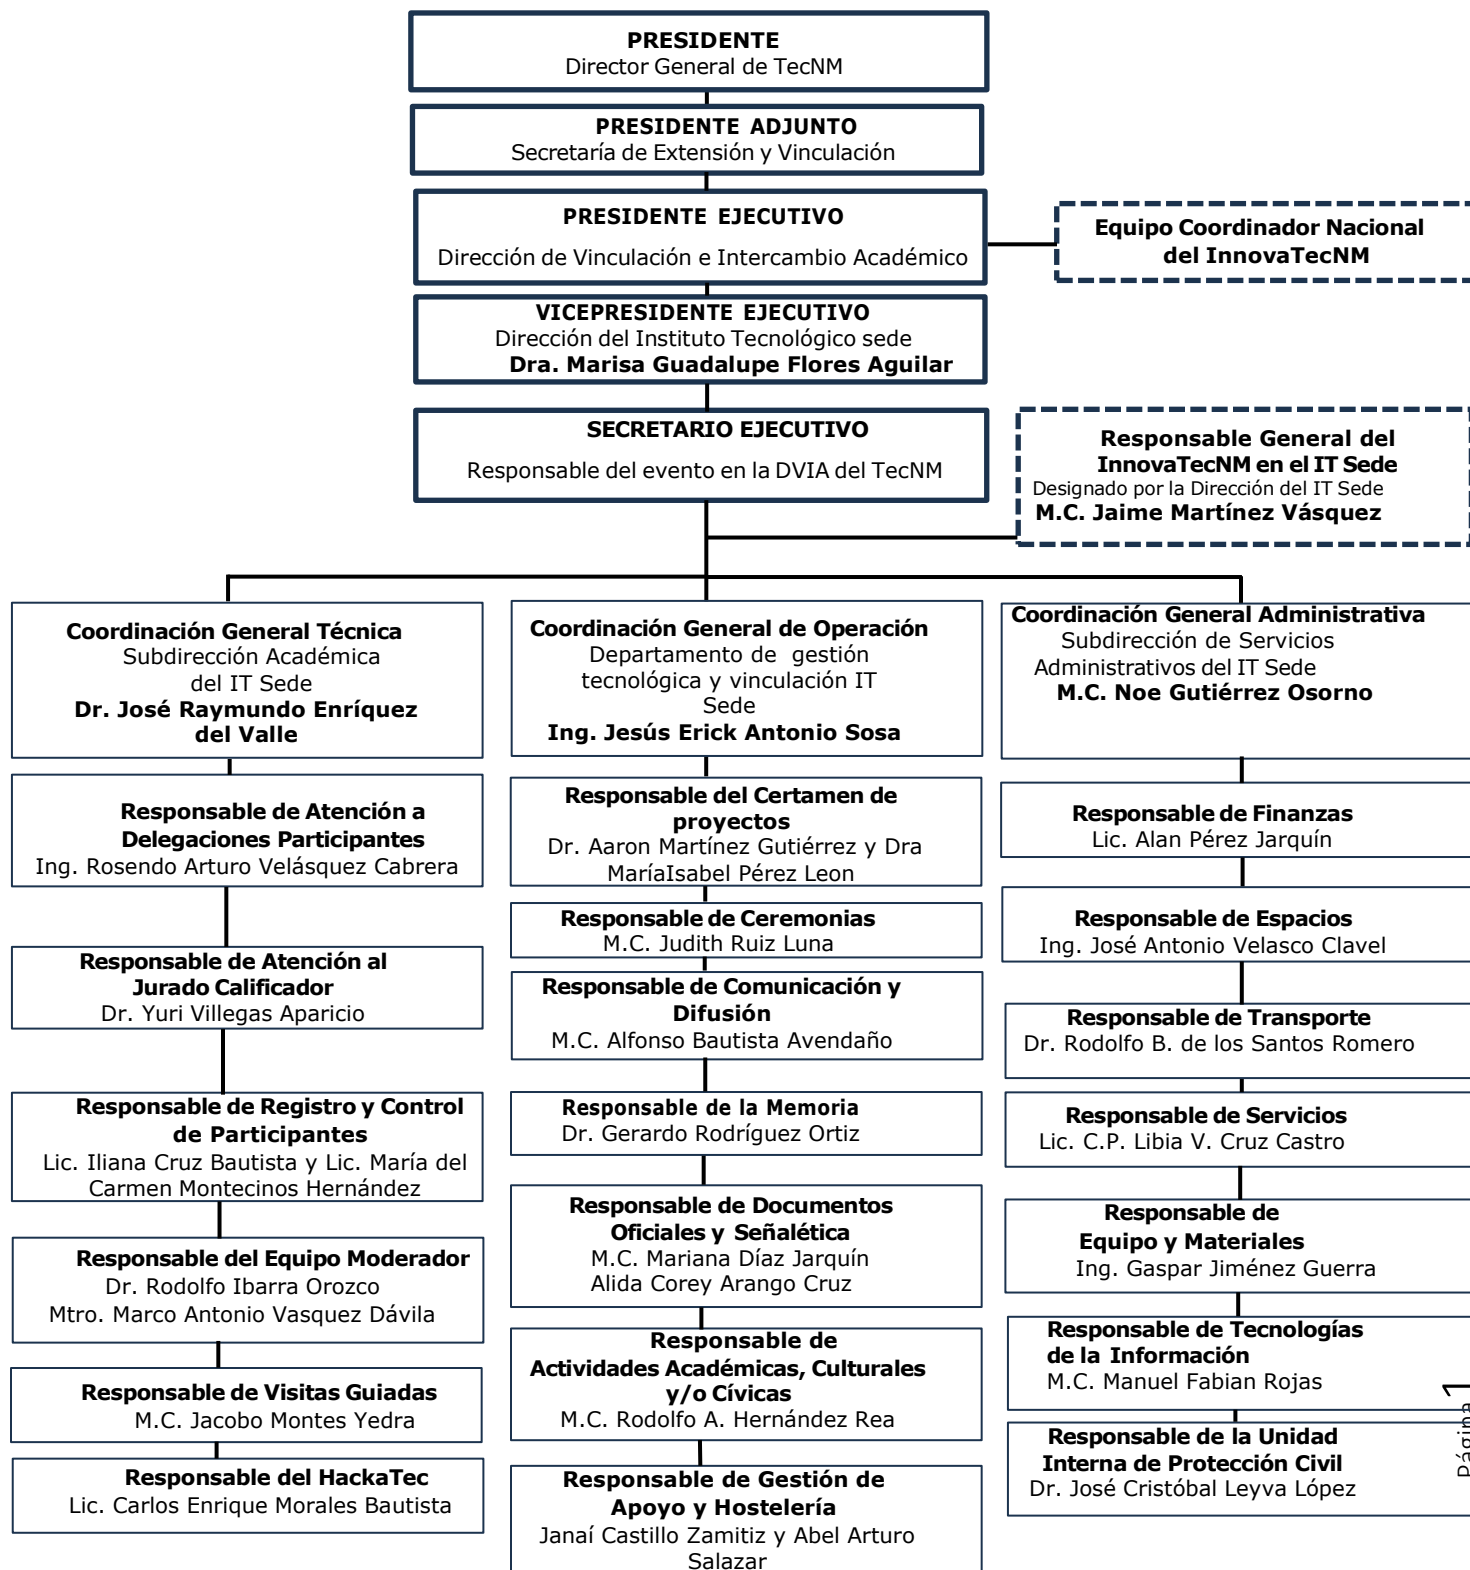 PRESIDENTE
Director General de TecNM
PRESIDENTE ADJUNTO
Secretaría de Extensión y Vinculación
PRESIDENTE EJECUTIVO
Dirección de Vinculación e Intercambio Académico
Equipo Coordinador Nacional
del InnovaTecNM
VICEPRESIDENTE EJECUTIVO
Dirección del Instituto Tecnológico sede
Dra. Marisa Guadalupe Flores Aguilar
SECRETARIO EJECUTIVO
Responsable del evento en la DVIA del TecNM
Responsable General del
InnovaTecNM en el IT Sede
Designado por la Dirección del IT Sede
M.C. Jaime Martínez Vásquez
Coordinación General Técnica
Subdirección Académica
del IT Sede
Dr. José Raymundo Enríquez
del Valle
Responsable de Atención a
Delegaciones Participantes
Ing. Rosendo Arturo Velásquez Cabrera
Responsable de Atención al
Jurado Calificador
Dr. Yuri Villegas Aparicio
Responsable de Registro y Control
de Participantes
Lic. Iliana Cruz Bautista y Lic. María del
Carmen Montecinos Hernández
Responsable del Equipo Moderador
Dr. Rodolfo Ibarra Orozco
Mtro. Marco Antonio Vasquez Dávila
Responsable de Visitas Guiadas
M.C. Jacobo Montes Yedra
Responsable del HackaTec
Lic. Carlos Enrique Morales Bautista
Coordinación General de Operación
Departamento de gestión
tecnológica y vinculación IT
Sede
Ing. Jesús Erick Antonio Sosa
Responsable del Certamen de
proyectos
Dr. Aaron Martínez Gutiérrez y Dra
MaríaIsabel Pérez Leon
Responsable de Ceremonias
M.C. Judith Ruiz Luna
Responsable de Comunicación y
Difusión
M.C. Alfonso Bautista Avendaño
Responsable de la Memoria
Dr. Gerardo Rodríguez Ortiz
Responsable de Documentos
Oficiales y Señalética
M.C. Mariana Díaz Jarquín
Alida Corey Arango Cruz
Responsable de
Actividades Académicas, Culturales
y/o Cívicas
M.C. Rodolfo A. Hernández Rea
Responsable de Gestión de
Apoyo y Hostelería
Janaí Castillo Zamitiz y Abel Arturo
Salazar
Coordinación General Administrativa
Subdirección de Servicios
Administrativos del IT Sede
M.C. Noe Gutiérrez Osorno
Responsable de Finanzas
Lic. Alan Pérez Jarquín
Responsable de Espacios
Ing. José Antonio Velasco Clavel
Responsable de Transporte
Dr. Rodolfo B. de los Santos Romero
Responsable de Servicios
Lic. C.P. Libia V. Cruz Castro
Responsable de
Equipo y Materiales
Ing. Gaspar Jiménez Guerra
Responsable de Tecnologías
de la Información
M.C. Manuel Fabian Rojas
Responsable de la Unidad
Interna de Protección Civil
Dr. José Cristóbal Leyva López
Página 1